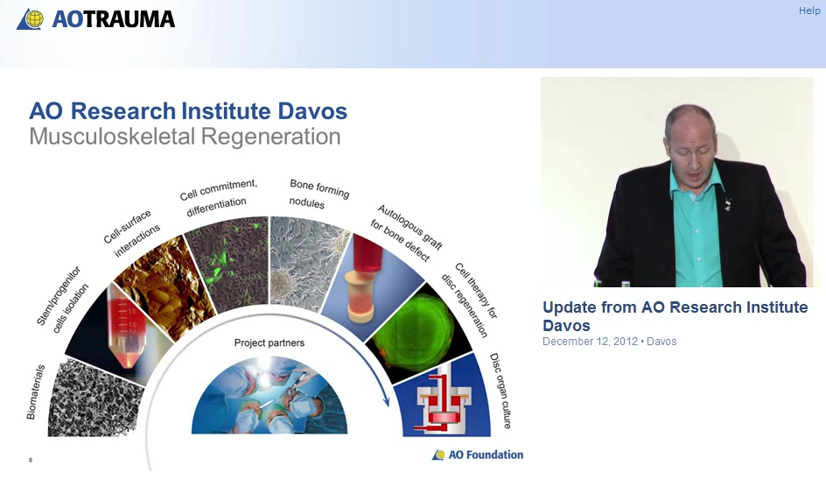 AOTRAUMA
Help
AO Research Institute Davos
Musculoskeletal Regeneration
Biomaterials
Stem/progenitor
cells isolation
Cell-surface
interactions
Cell commitment,
differentiation
Bone forming
nodules
Autologous graft
for bone defect
Cell therapy for
disc regeneration
Disc organ culture
Project partners
AO Foundation
Update from AO Research Institute
Davos
December 12, 2012 • Davos